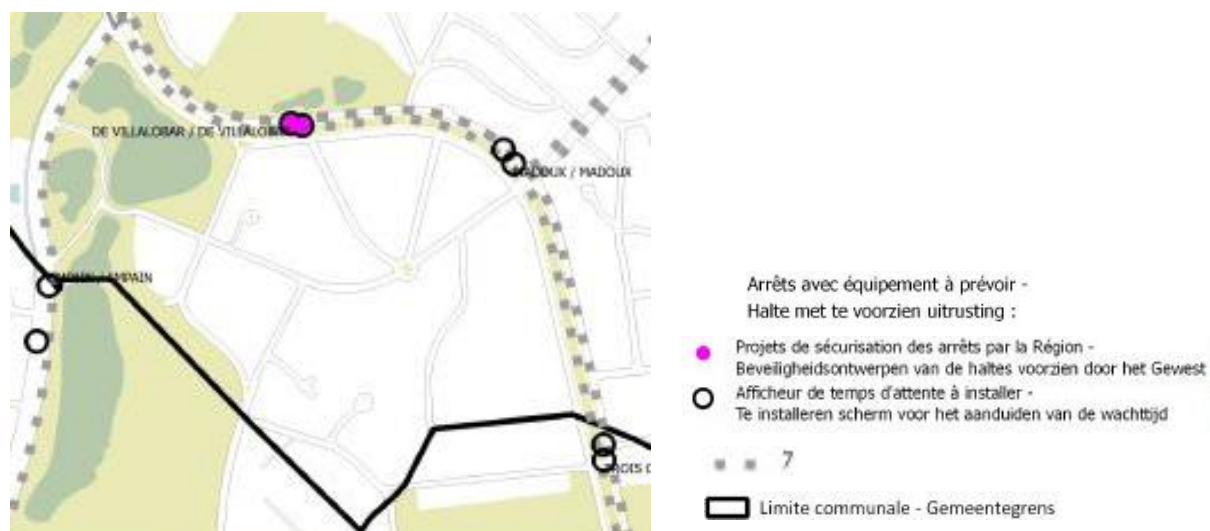 DE VILLALOBAR / DE VILLALOBAR
MADOUX / MADOUX
/ EMPAIN
TROIS
Arrêts avec équipement à prévoir -
Halte met te voorzien uitrusting :
Projets de sécurisation des arrêts par la Région -
Beveiligheidsontwerpen van de haltes voorzien door het Gewest
Afficheur de temps d'attente à installer -
Te installeren scherm voor het aanduiden van de wachttijd
7
Limite communale - Gemeentegrens